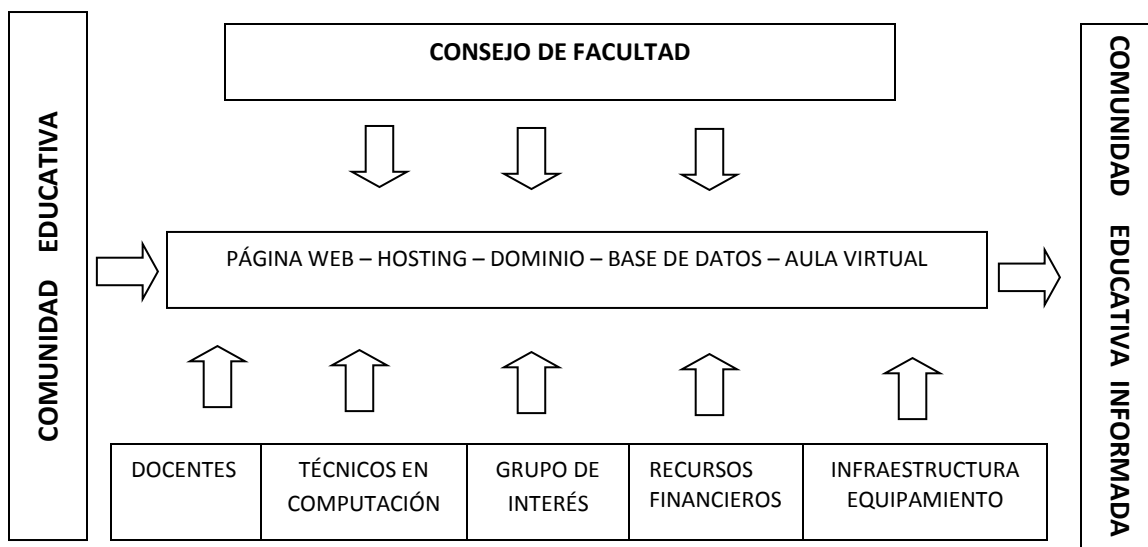 COMUNIDAD EDUCATIVA
CONSEJO DE FACULTAD
PÁGINA WEB – HOSTING – DOMINIO – BASE DE DATOS – AULA VIRTUAL
DOCENTES
TÉCNICOS EN
COMPUTACIÓN
GRUPO DE
INTERÉS
RECURSOS
FINANCIEROS
INFRAESTRUCTURA
EQUIPAMIENTO
COMUNIDAD EDUCATIVA INFORMADA